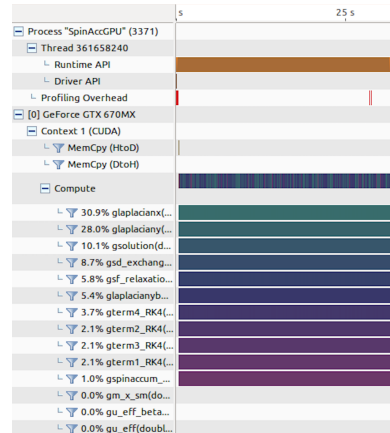 s 25 s
Process "SpinAccGPU" (3371)
Thread 361658240
Runtime API
Driver API
Profiling Overhead
[0] GeForce GTX 670MX
Context 1 (CUDA)
MemCpy (HtoD)
MemCpy (DtoH)
Compute
30.9% glaplacianx(...
28.0% glaplaciany(...
10.1% gsolution(d...
8.7% gsd_exchang...
5.8% gsf_relaxatio...
5.4% glaplacianyb...
3.7% gterm4_RK4(...
2.1% gterm2_RK4(...
2.1% gterm3_RK4(...
2.1% gterm1_RK4(...
1.0% gspinaccum_...
0.0% gm_x_sm(do...
0.0% gu_eff_beta...
0.0% gu_eff(doubl...